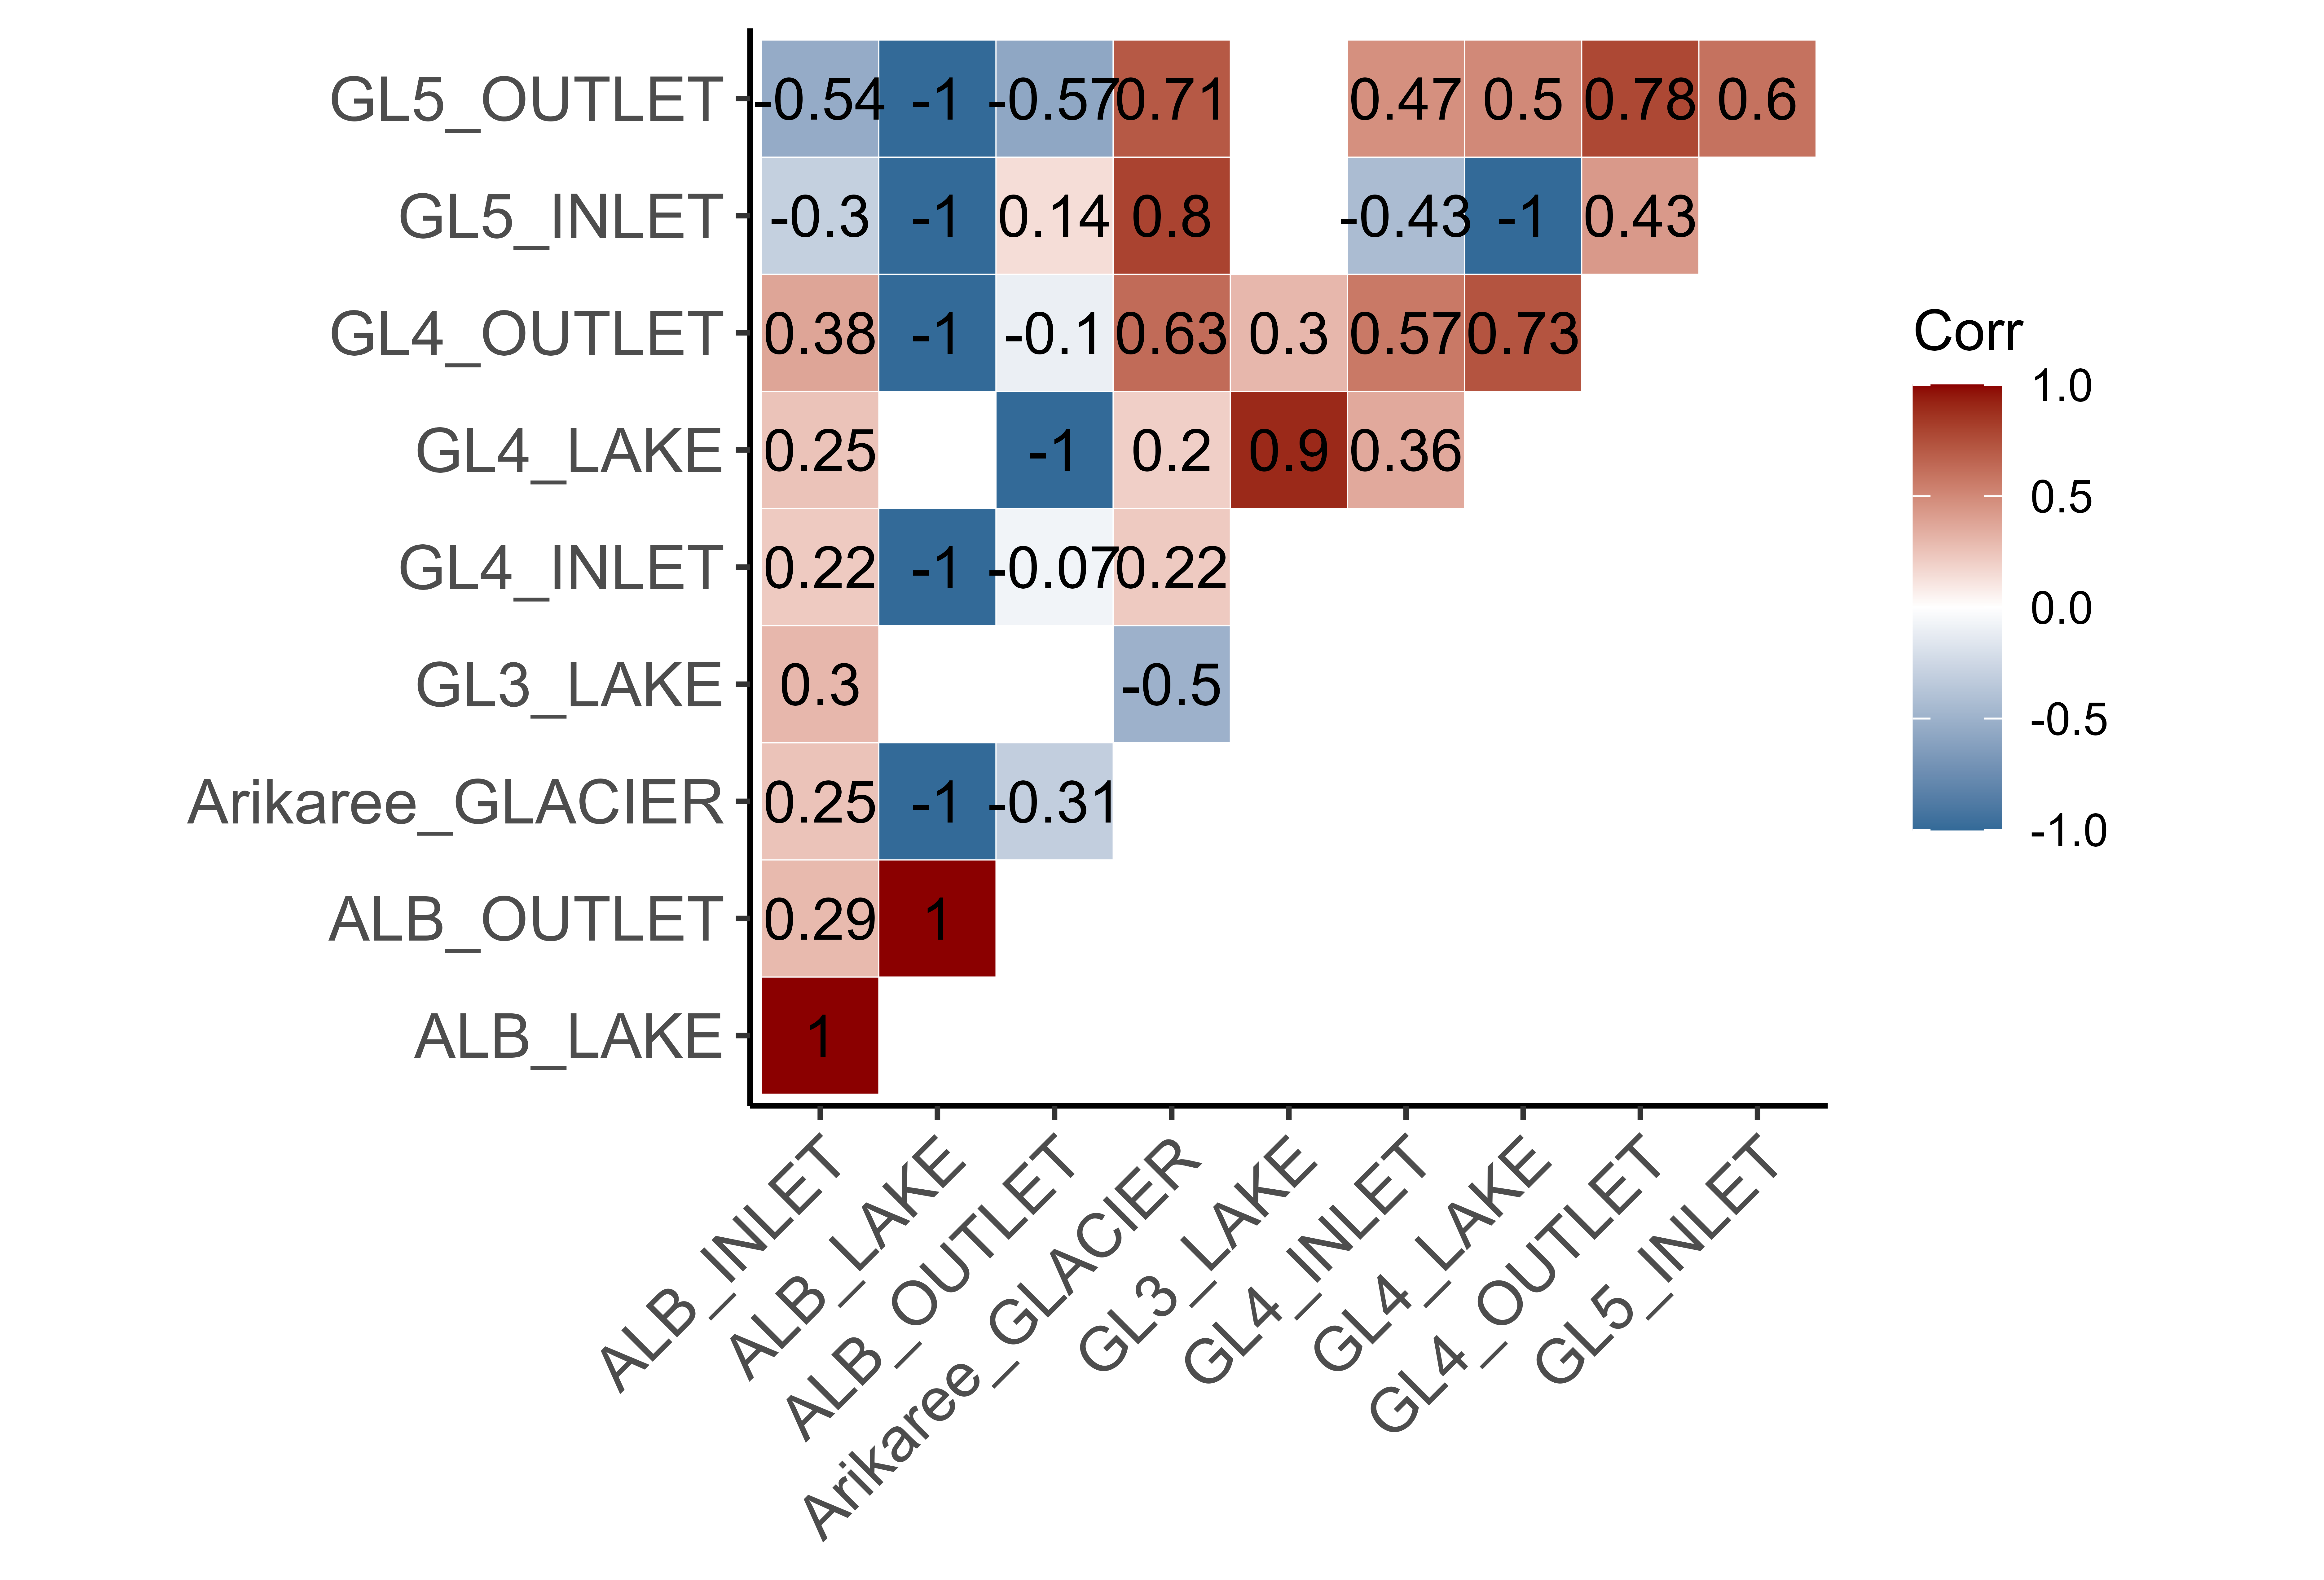 GL5_OUTLET -0.54 -1 -0.57 0.71 0.47 0.5 0.78 0.6
GL5_INLET -0.3 -1 0.14 0.8 -0.43 -1 0.43
GL4_OUTLET 0.38 -1 -0.1 0.63 0.3 0.57 0.73
GL4_LAKE 0.25 -1 0.2 0.9 0.36
GL4_INLET 0.22 -1 -0.07 0.22
GL3_LAKE 0.3 -0.5
Arikaree_GLACIER 0.25 -1 -0.31
ALB_OUTLET 0.29 1
ALB_LAKE 1
ALB_INLET
ALB_LAKE
ALB_OUTLET
Arikaree_GLACIER
GL3_LAKE
GL4_INLET
GL4_LAKE
GL4_OUTLET
GL5_INLET
Corr
1.0
0.5
0.0
-0.5
-1.0